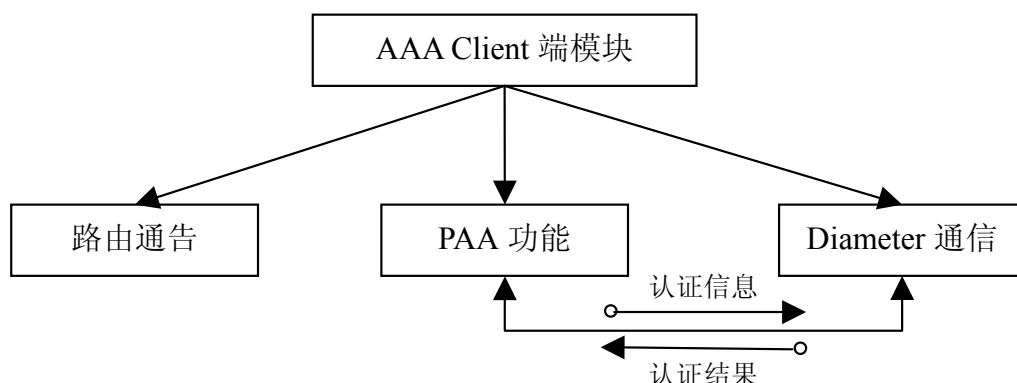 AAA Client 端模块
路由通告
PAA 功能
Diameter 通信
认证信息
认证结果